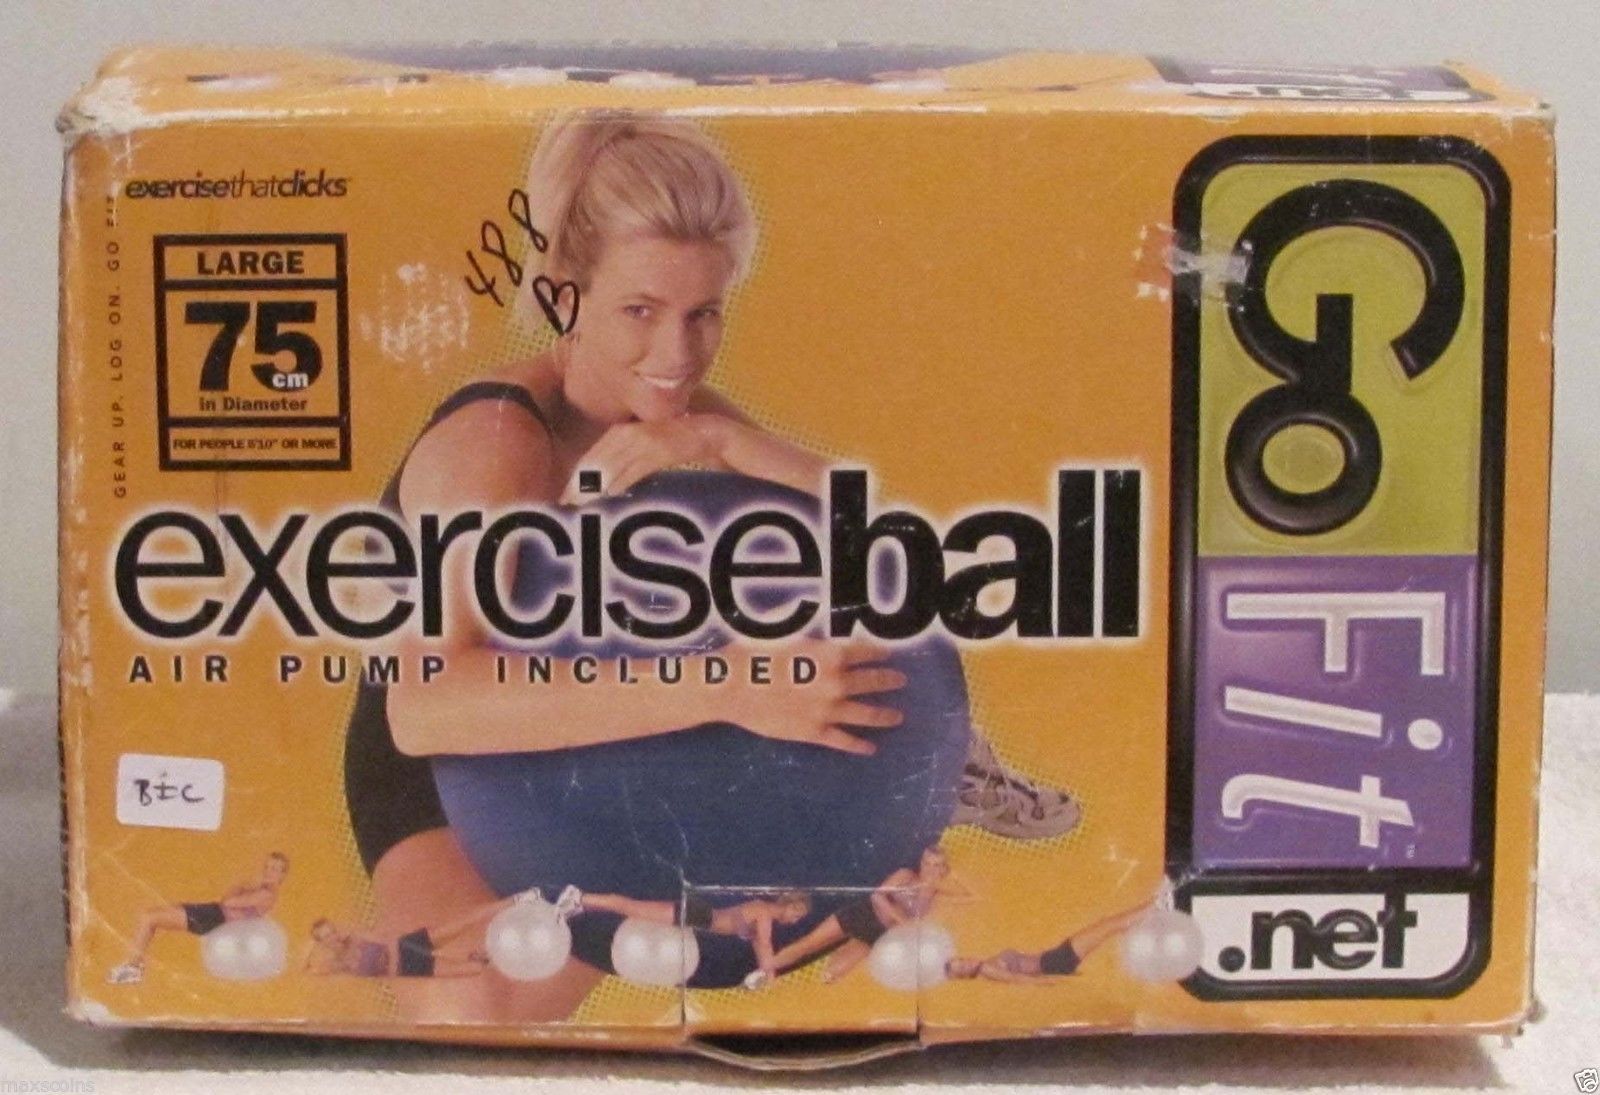 exercisethatclicks
GEAR UP. LOG ON. GO FIT.
LARGE
75
cm
in Diameter
FOR PEOPLE 5'10" OR MORE
488
B
exerciseball
AIR PUMP INCLUDED
GoFit™
.net
maxscoins